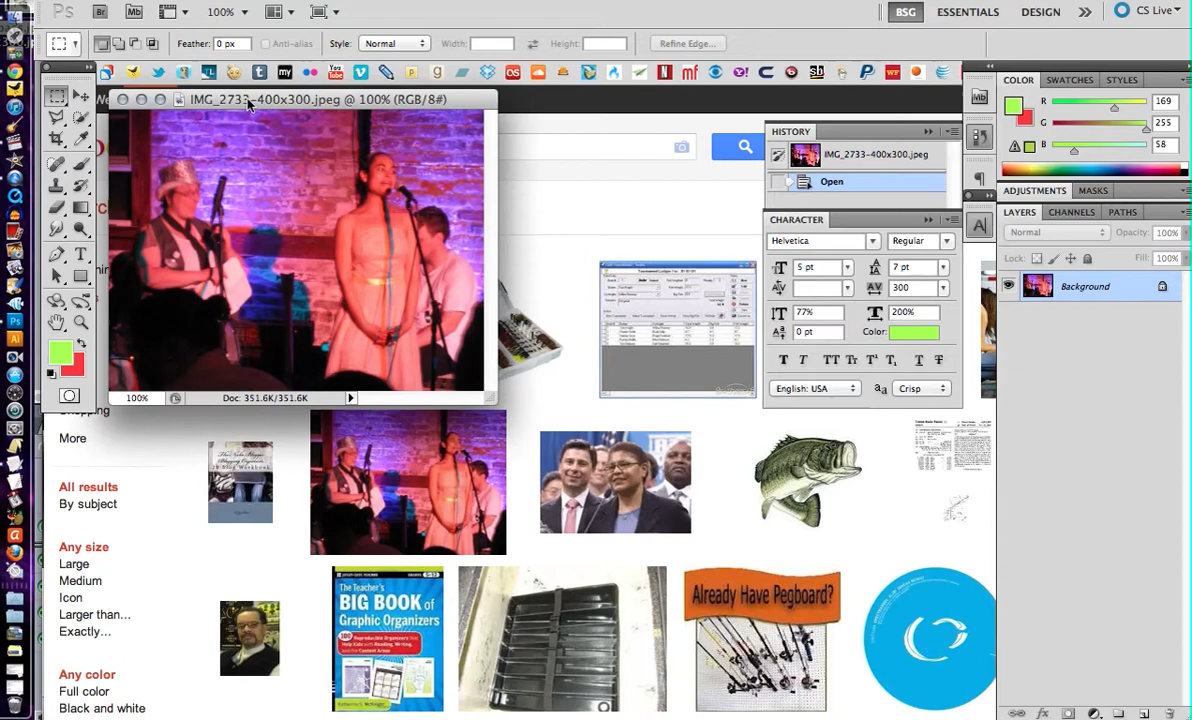 Ps Br Mb 100% BSG ESSENTIALS DESIGN CS Live
Feather: 0 px Anti-alias Style: Normal Width: Height: Refine Edge...
IMG_2733-400x300.jpeg @ 100% (RGB/8#)
100% Doc: 351.6K/351.6K
HISTORY
IMG_2733-400x300.jpeg
Open
CHARACTER
Helvetica Regular
5 pt 7 pt
300
77% 200%
0 pt Color:
English: USA Crisp
COLOR SWATCHES STYLES
R 169
G 255
B 58
ADJUSTMENTS MASKS
LAYERS CHANNELS PATHS
Normal Opacity: 100%
Lock: Fill: 100%
Background
More
All results
By subject
Any size
Large
Medium
Icon
Larger than...
Exactly...
Any color
Full color
Black and white
The Teacher's
BIG BOOK of
Graphic Organizers
Already Have Pegboard?